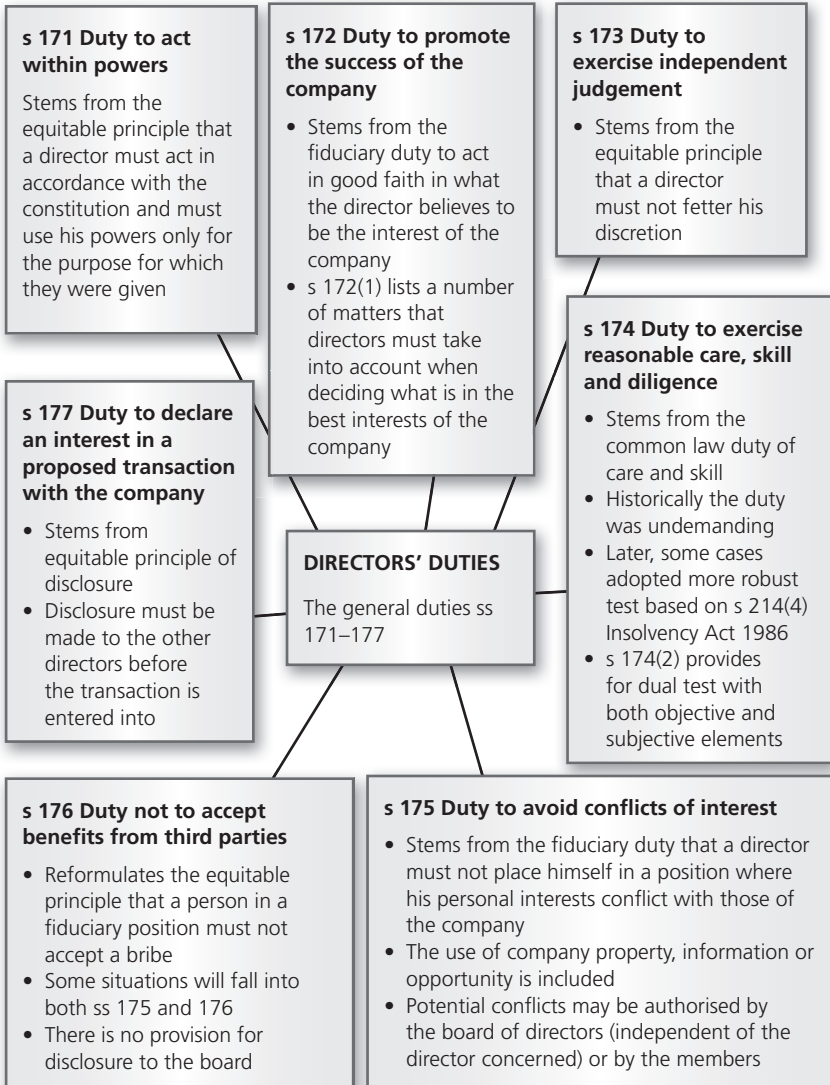 s 171 Duty to act
within powers
Stems from the
equitable principle that
a director must act in
accordance with the
constitution and must
use his powers only for
the purpose for which
they were given
s 172 Duty to promote
the success of the
company
• Stems from the
fiduciary duty to act
in good faith in what
the director believes to
be the interest of the
company
• s 172(1) lists a number
of matters that
directors must take
into account when
deciding what is in the
best interests of the
company
s 173 Duty to
exercise independent
judgement
• Stems from the
equitable principle
that a director
must not fetter his
discretion
s 174 Duty to exercise
reasonable care, skill
and diligence
• Stems from the
common law duty of
care and skill
• Historically the duty
was undemanding
• Later, some cases
adopted more robust
test based on s 214(4)
Insolvency Act 1986
• s 174(2) provides
for dual test with
both objective and
subjective elements
s 177 Duty to declare
an interest in a
proposed transaction
with the company
• Stems from
equitable principle of
disclosure
• Disclosure must be
made to the other
directors before
the transaction is
entered into
DIRECTORS' DUTIES
The general duties ss
171–177
s 176 Duty not to accept
benefits from third parties
• Reformulates the equitable
principle that a person in a
fiduciary position must not
accept a bribe
• Some situations will fall into
both ss 175 and 176
• There is no provision for
disclosure to the board
s 175 Duty to avoid conflicts of interest
• Stems from the fiduciary duty that a director
must not place himself in a position where
his personal interests conflict with those of
the company
• The use of company property, information or
opportunity is included
• Potential conflicts may be authorised by
the board of directors (independent of the
director concerned) or by the members